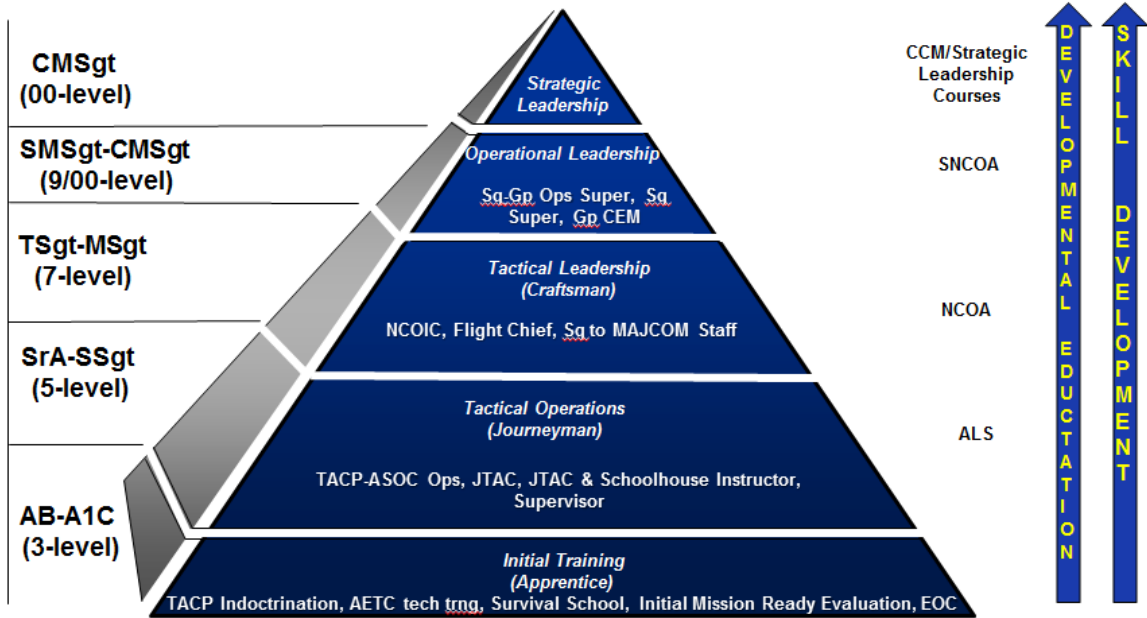 CMSgt
(00-level)
SMSgt-CMSgt
(9/00-level)
TSgt-MSgt
(7-level)
SrA-SSgt
(5-level)
AB-A1C
(3-level)
Strategic
Leadership
Operational Leadership
Sq-Gp Ops Super, Sq
Super, Gp CEM
Tactical Leadership
(Craftsman)
NCOIC, Flight Chief, Sq to MAJCOM Staff
Tactical Operations
(Journeyman)
TACP-ASOC Ops, JTAC, JTAC & Schoolhouse Instructor,
Supervisor
Initial Training
(Apprentice)
TACP Indoctrination, AETC tech trng, Survival School, Initial Mission Ready Evaluation, EOC
CCM/Strategic
Leadership
Courses
SNCOA
NCOA
ALS
DEVELOPMENTAL EDUCTATION
SKILL DEVELOPMENT